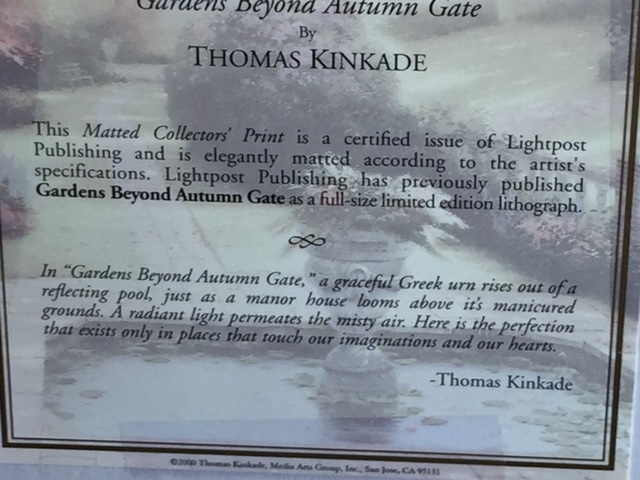 Gardens Beyond Autumn Gate
By
THOMAS KINKADE
This Matted Collectors' Print is a certified issue of Lightpost
Publishing and is elegantly matted according to the artist's
specifications. Lightpost Publishing has previously published
Gardens Beyond Autumn Gate as a full-size limited edition lithograph.
In "Gardens Beyond Autumn Gate," a graceful Greek urn rises out of a
reflecting pool, just as a manor house looms above it's manicured
grounds. A radiant light permeates the misty air. Here is the perfection
that exists only in places that touch our imaginations and our hearts.
-Thomas Kinkade
©2000 Thomas Kinkade, Media Arts Group, Inc., San Jose, CA 95131